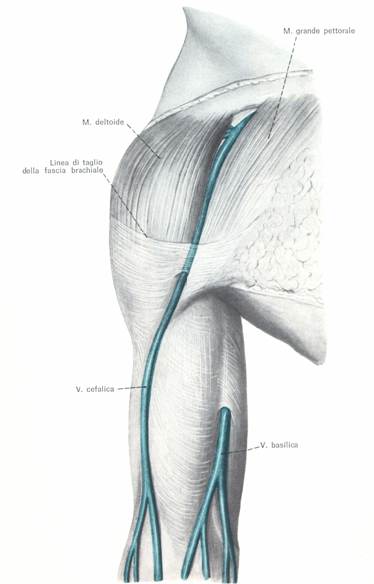 M. grande pettorale
M. deltoide
Linea di taglio
della fascia brachiale
V. cefalica
V. basilica